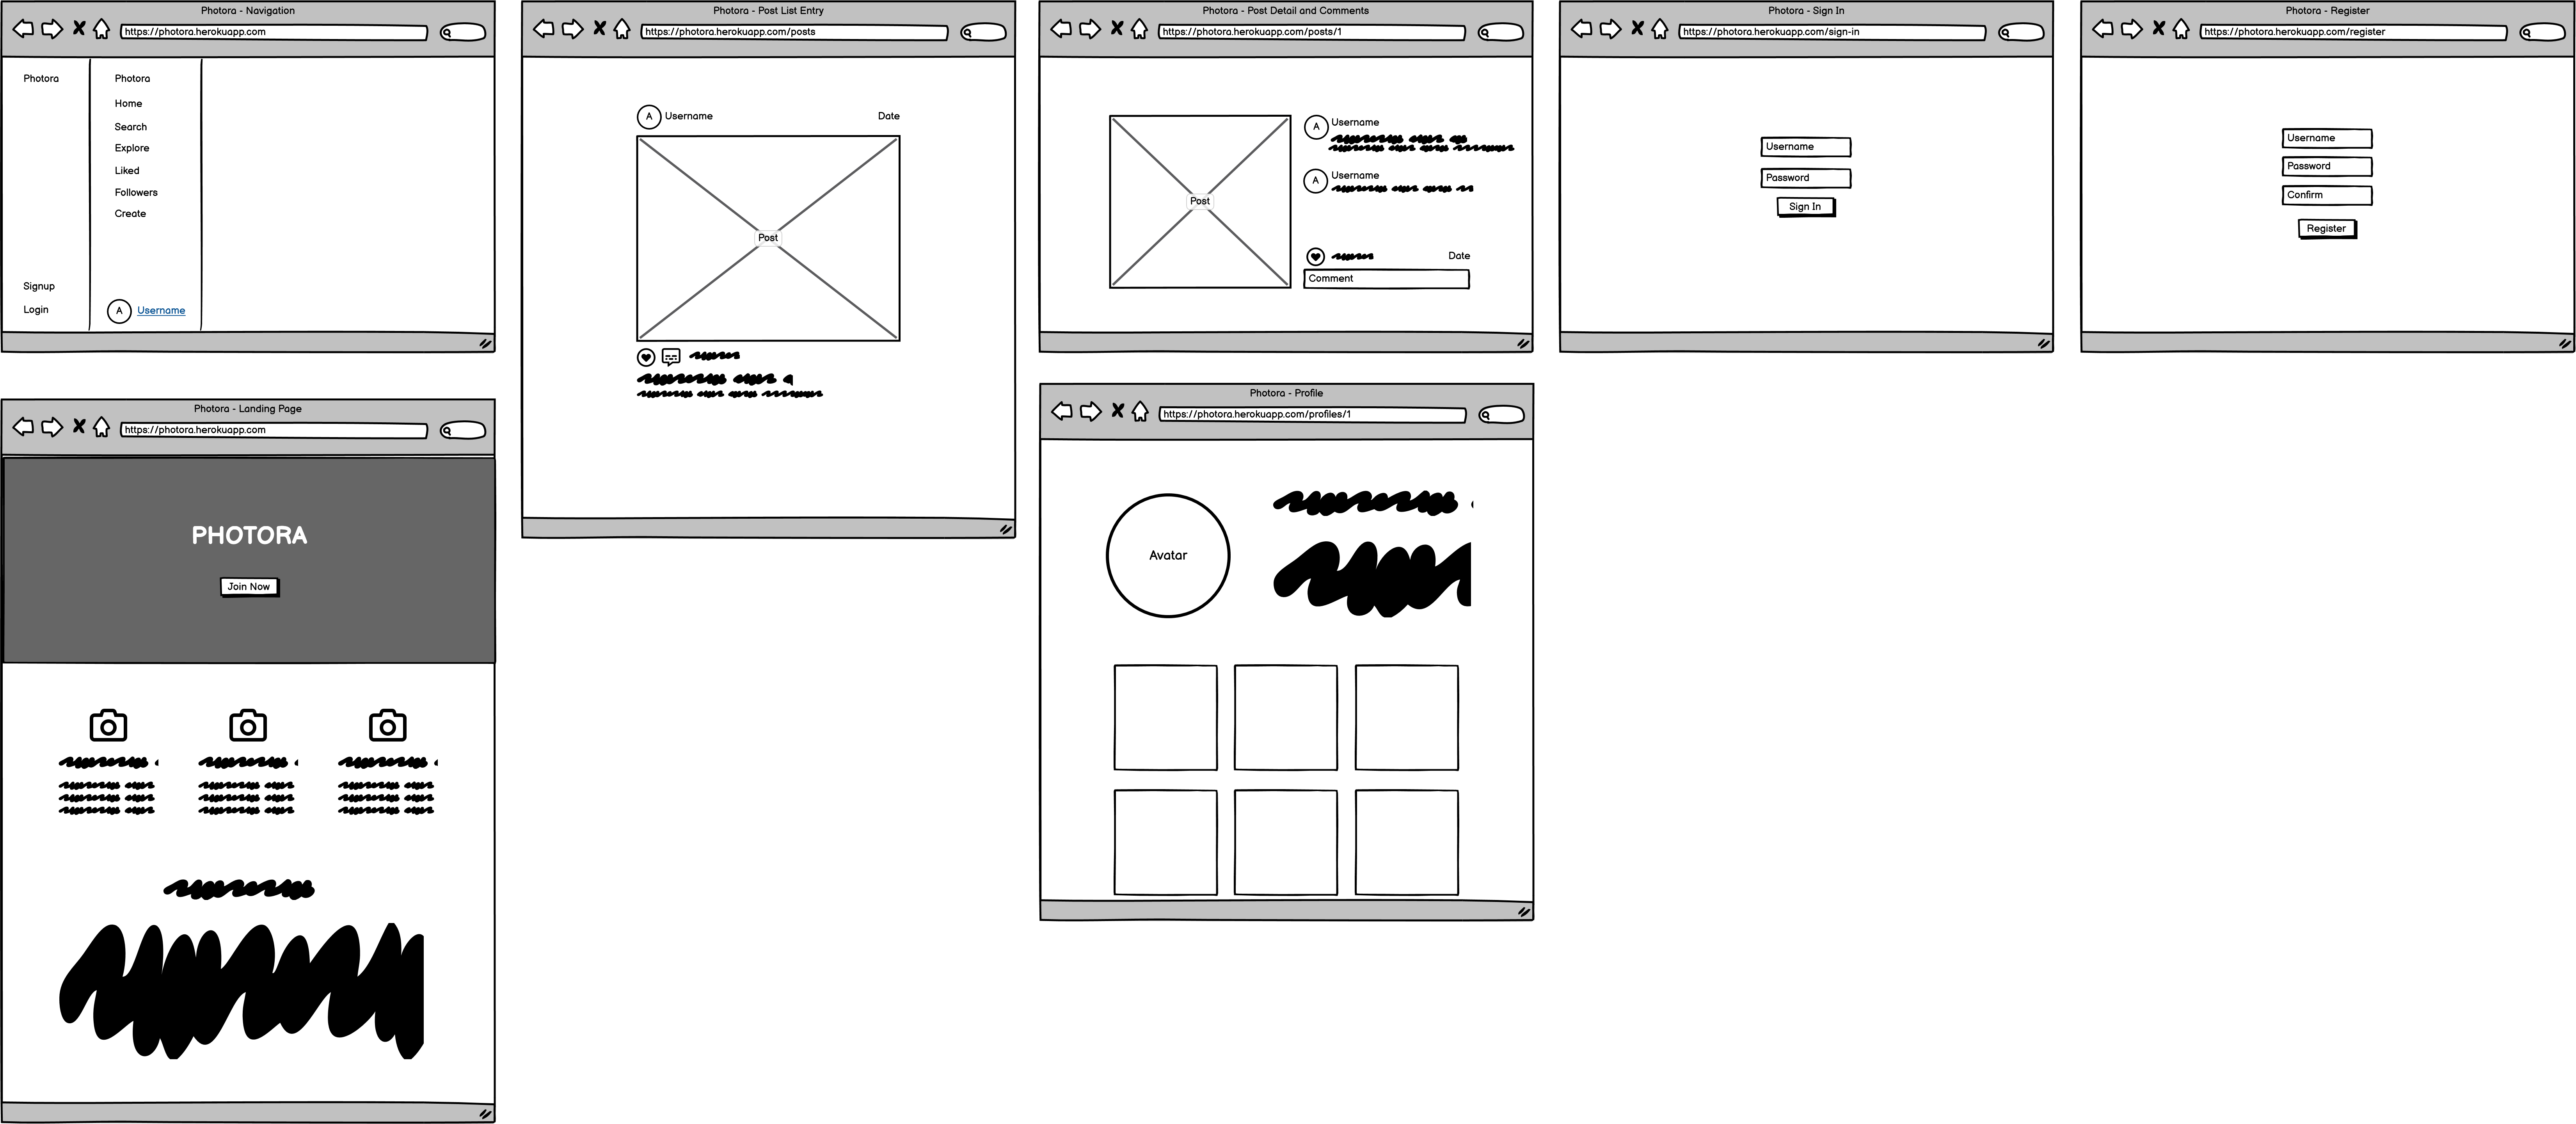 Photora - Navigation
https://photora.herokuapp.com
Photora
Signup
Login
Photora
Home
Search
Explore
Liked
Followers
Create
A Username
Photora - Post List Entry
https://photora.herokuapp.com/posts
A Username Date
Post
Photora - Post Detail and Comments
https://photora.herokuapp.com/posts/1
Post
A Username
A Username
Date
Comment
Photora - Sign In
https://photora.herokuapp.com/sign-in
Username
Password
Sign In
Photora - Register
https://photora.herokuapp.com/register
Username
Password
Confirm
Register
Photora - Landing Page
https://photora.herokuapp.com
PHOTORA
Join Now
Photora - Profile
https://photora.herokuapp.com/profiles/1
Avatar